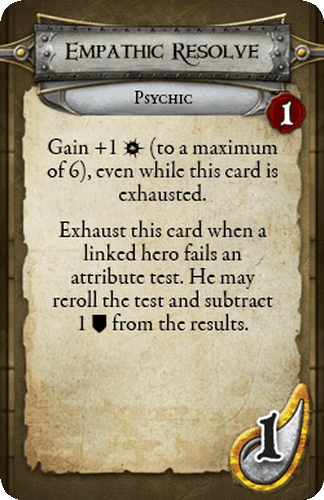 Empathic Resolve
Psychic
1
Gain +1 (to a maximum
of 6), even while this card is
exhausted.
Exhaust this card when a
linked hero fails an
attribute test. He may
reroll the test and subtract
1 from the results.
1